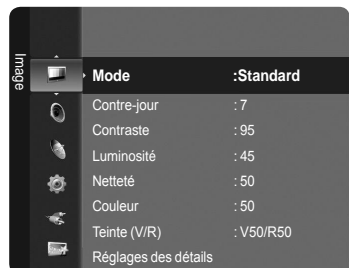 Image
Mode :Standard
Contre-jour : 7
Contraste : 95
Luminosité : 45
Netteté : 50
Couleur : 50
Teinte (V/R) : V50/R50
Réglages des détails